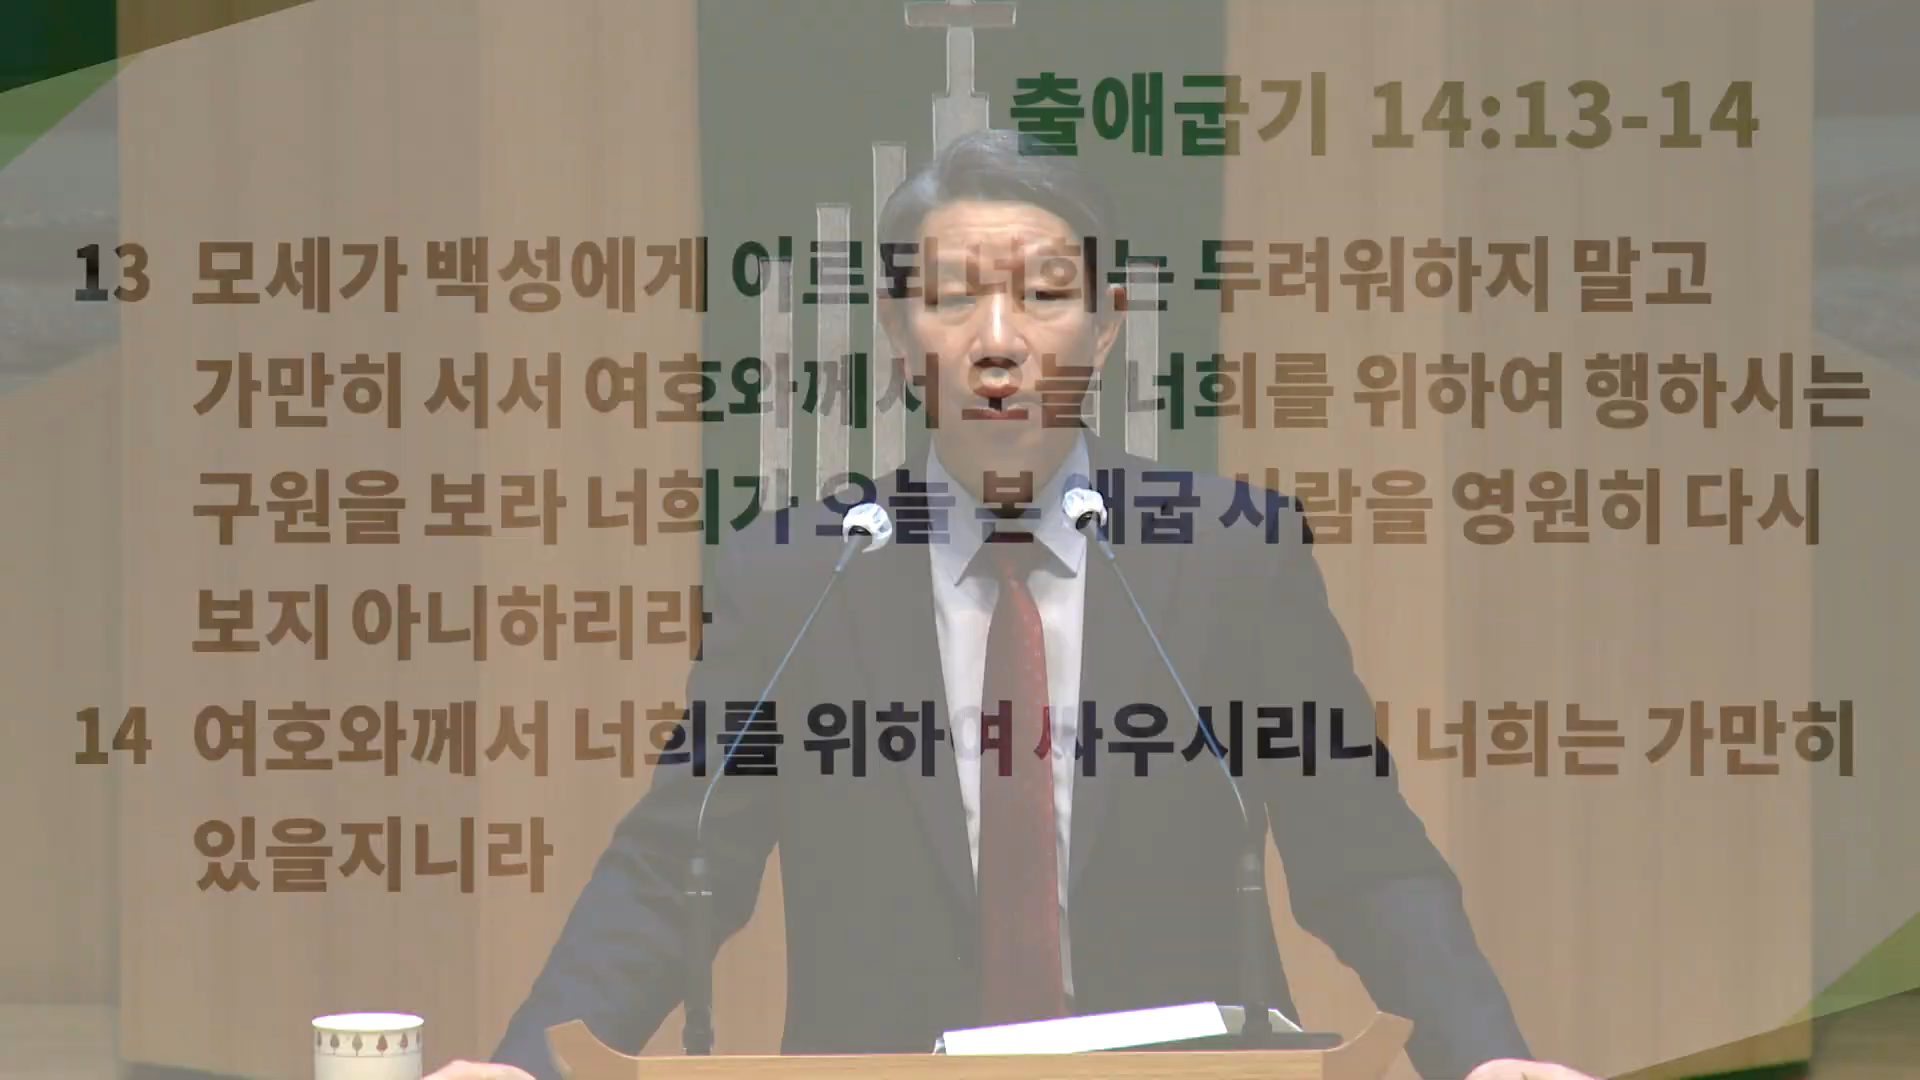 출애굽기 14:13-14
13 모세가 백성에게 이르되 너희는 두려워하지 말고
가만히 서서 여호와께서 오늘 너희를 위하여 행하시는
구원을 보라 너희가 오늘 본 애굽 사람을 영원히 다시
보지 아니하리라
14 여호와께서 너희를 위하여 싸우시리니 너희는 가만히
있을지니라